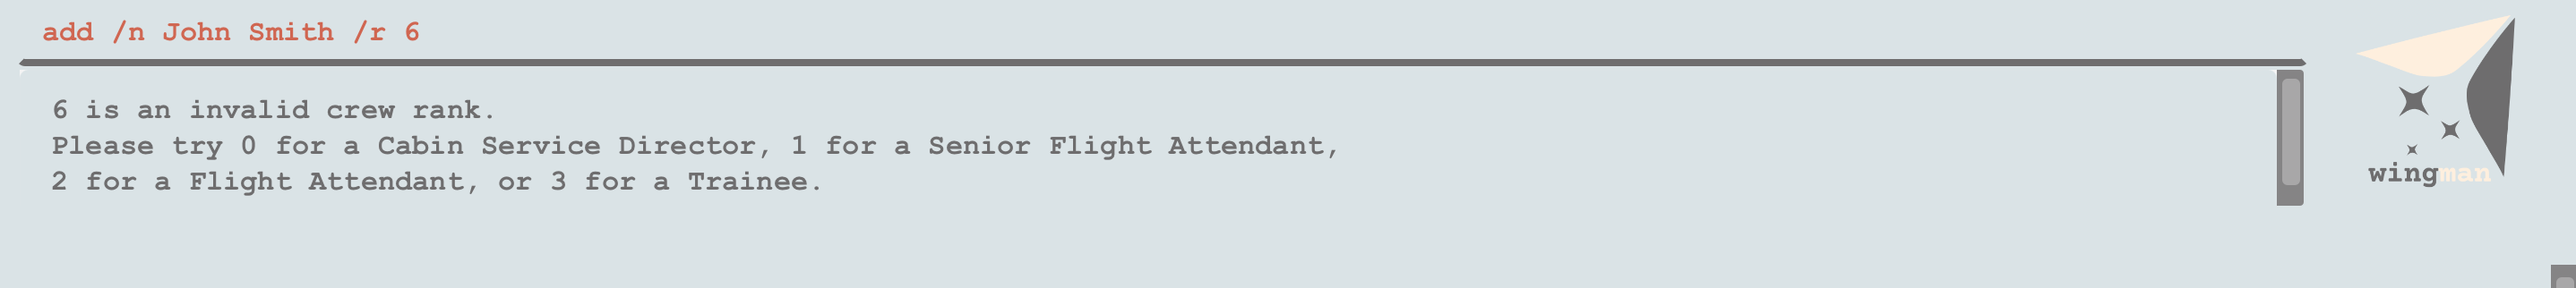 add /n John Smith /r 6
6 is an invalid crew rank.
Please try 0 for a Cabin Service Director, 1 for a Senior Flight Attendant,
2 for a Flight Attendant, or 3 for a Trainee.
wingman